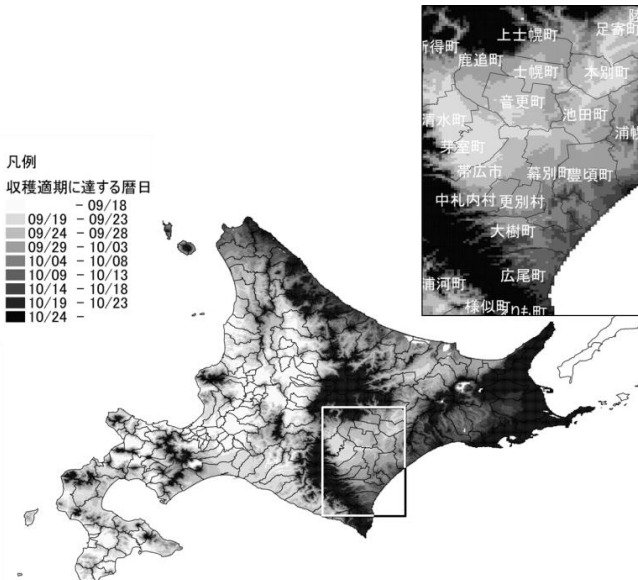 凡例
収穫適期に達する暦日
- 09/18
09/19 - 09/23
09/24 - 09/28
09/29 - 10/03
10/04 - 10/08
10/09 - 10/13
10/14 - 10/18
10/19 - 10/23
10/24 -
上士幌町
足寄町
新得町
鹿追町
士幌町
本別町
音更町
池田町
清水町
浦幌
芽室町
帯広市
幕別町
豊頃町
中札内村
更別村
大樹町
広尾町
浦河町
様似町
りも町